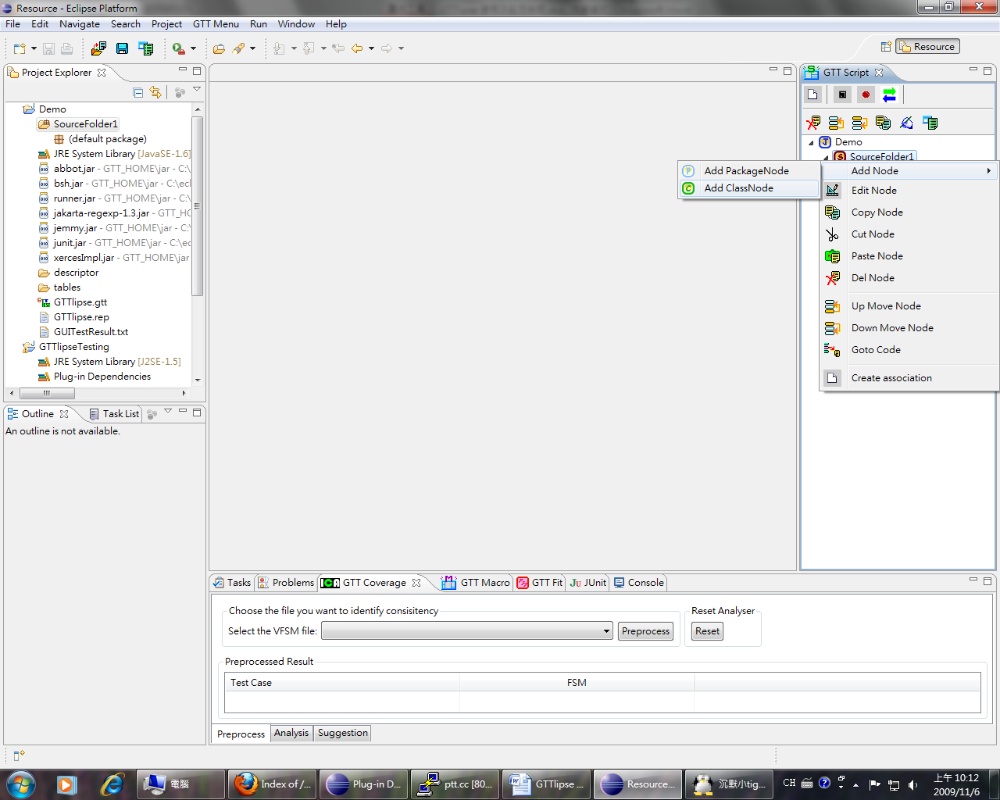 Resource - Eclipse Platform
File Edit Navigate Search Project GTT Menu Run Window Help
Resource
Project Explorer
Demo
SourceFolder1
(default package)
JRE System Library [JavaSE-1.6]
abbot.jar - GTT_HOME\jar - C:\
bsh.jar - GTT_HOME\jar - C:\ecl
runner.jar - GTT_HOME\jar - C:\
jakarta-regexp-1.3.jar - GTT_HOM
jemmy.jar - GTT_HOME\jar - C:\
junit.jar - GTT_HOME\jar - C:\ec
xercesImpl.jar - GTT_HOME\jar
descriptor
tables
GTTlipse.gtt
GTTlipse.rep
GUITestResult.txt
GTTlipseTesting
JRE System Library [J2SE-1.5]
Plug-in Dependencies
Outline
Task List
An outline is not available.
GTT Script
Demo
SourceFolder1
Add PackageNode
Add ClassNode
Add Node
Edit Node
Copy Node
Cut Node
Paste Node
Del Node
Up Move Node
Down Move Node
Goto Code
Create association
Tasks Problems GTT Coverage GTT Macro GTT Fit JUnit Console
Choose the file you want to identify consisitency
Select the VFSM file:
Preprocess
Reset Analyser
Reset
Preprocessed Result
Test Case FSM
Preprocess Analysis Suggestion
電腦
Index of /...
Plug-in D...
ptt.cc [80...
GTTlipse ...
Resource...
沉默小tig...
CH
上午 10:12
2009/11/6